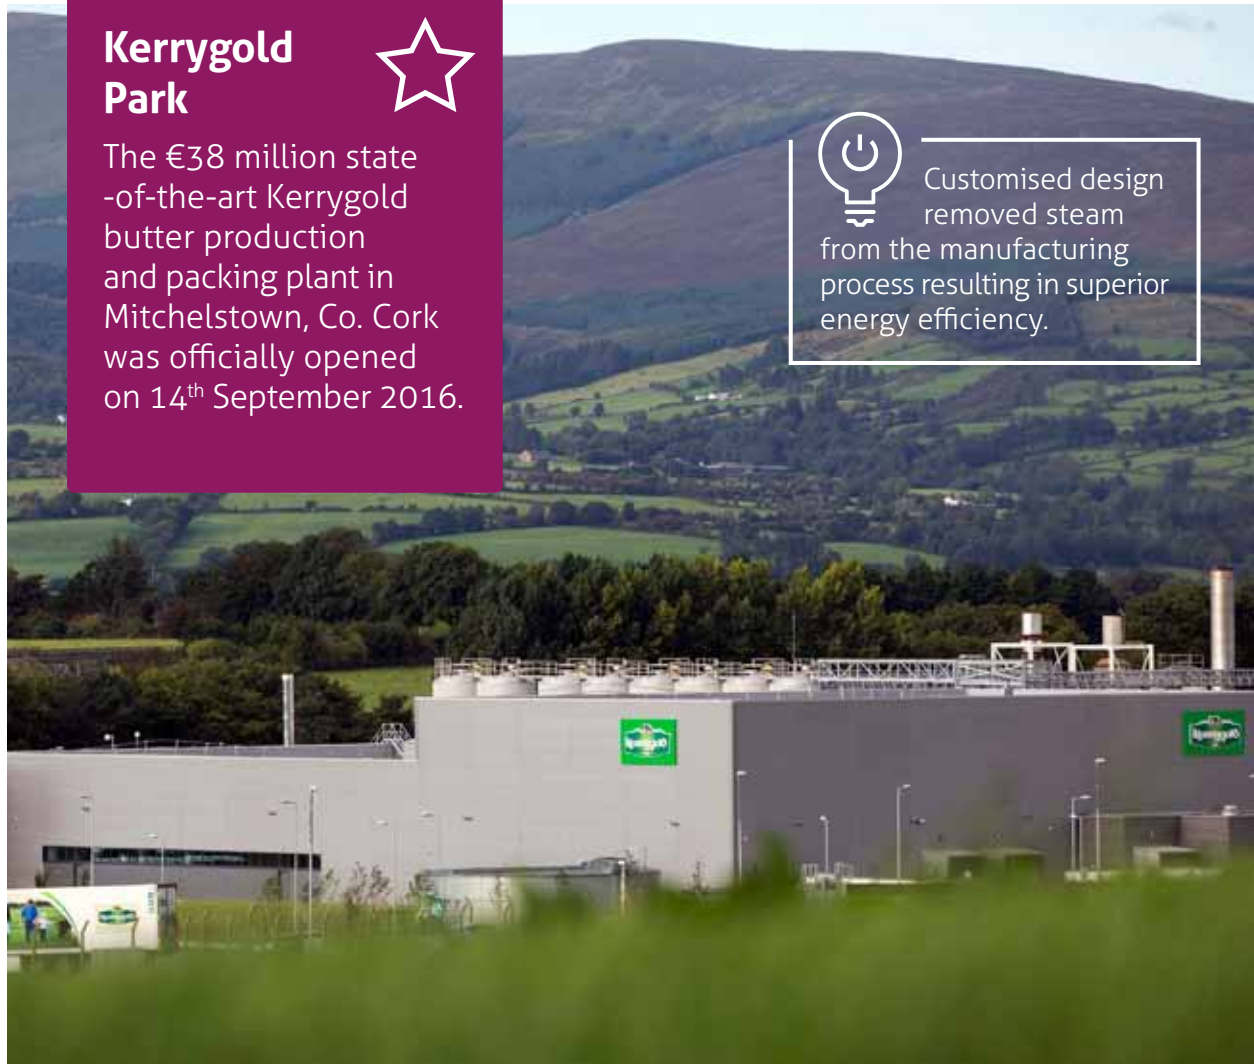 Kerrygold
Park
The €38 million state
-of-the-art Kerrygold
butter production
and packing plant in
Mitchelstown, Co. Cork
was officially opened
on 14th September 2016.
Customised design
removed steam
from the manufacturing
process resulting in superior
energy efficiency.
Kerrygold
Kerrygold